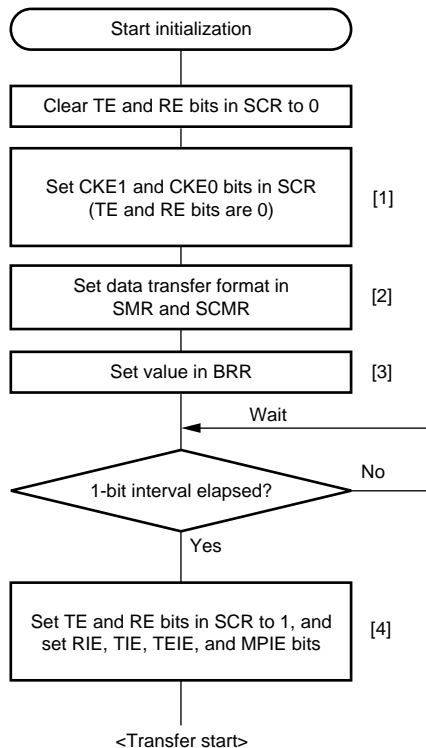 Start initialization
Clear TE and RE bits in SCR to 0
Set CKE1 and CKE0 bits in SCR
(TE and RE bits are 0)
[1]
Set data transfer format in
SMR and SCMR
[2]
Set value in BRR
[3]
Wait
1-bit interval elapsed?
No
Yes
Set TE and RE bits in SCR to 1, and
set RIE, TIE, TEIE, and MPIE bits
[4]
<Transfer start>